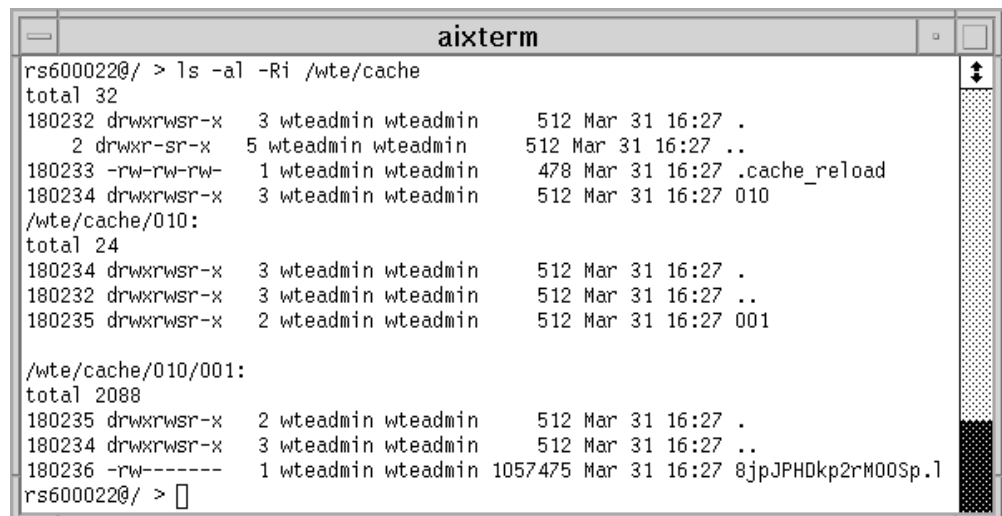 aixterm
rs600022@/ > ls -al -Ri /wte/cache
total 32
180232 drwxrwsr-x   3 wteadmin wteadmin     512 Mar 31 16:27 .
    2 drwxr-sr-x   5 wteadmin wteadmin     512 Mar 31 16:27 ..
180233 -rw-rw-rw-   1 wteadmin wteadmin     478 Mar 31 16:27 .cache_reload
180234 drwxrwsr-x   3 wteadmin wteadmin     512 Mar 31 16:27 010
/wte/cache/010:
total 24
180234 drwxrwsr-x   3 wteadmin wteadmin     512 Mar 31 16:27 .
180232 drwxrwsr-x   3 wteadmin wteadmin     512 Mar 31 16:27 ..
180235 drwxrwsr-x   2 wteadmin wteadmin     512 Mar 31 16:27 001
/wte/cache/010/001:
total 2088
180235 drwxrwsr-x   2 wteadmin wteadmin     512 Mar 31 16:27 .
180234 drwxrwsr-x   3 wteadmin wteadmin     512 Mar 31 16:27 ..
180236 -rw-------   1 wteadmin wteadmin 1057475 Mar 31 16:27 8jpJPHDkp2rMOOSp.l
rs600022@/ >